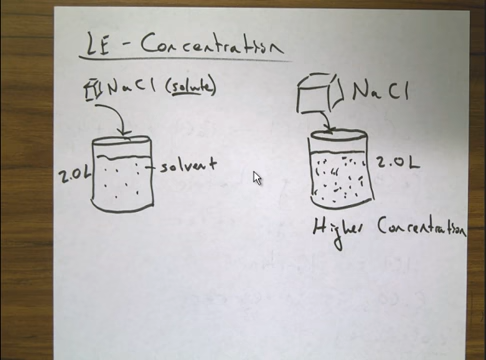 LE - Concentration
NaCl (solute)
NaCl
2.0L
solvent
2.0L
Higher Concentration